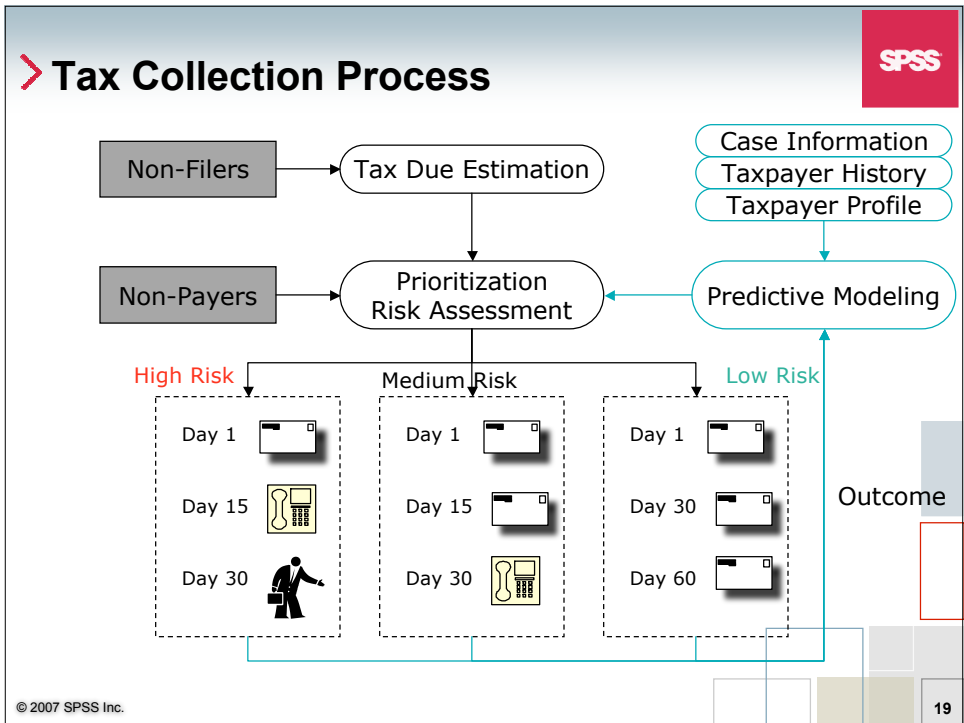 Tax Collection Process
SPSS
Non-Filers
Tax Due Estimation
Case Information
Taxpayer History
Taxpayer Profile
Non-Payers
Prioritization
Risk Assessment
Predictive Modeling
High Risk
Medium Risk
Low Risk
Day 1
Day 15
Day 30
Day 1
Day 15
Day 30
Day 1
Day 30
Day 60
Outcome
© 2007 SPSS Inc.
19